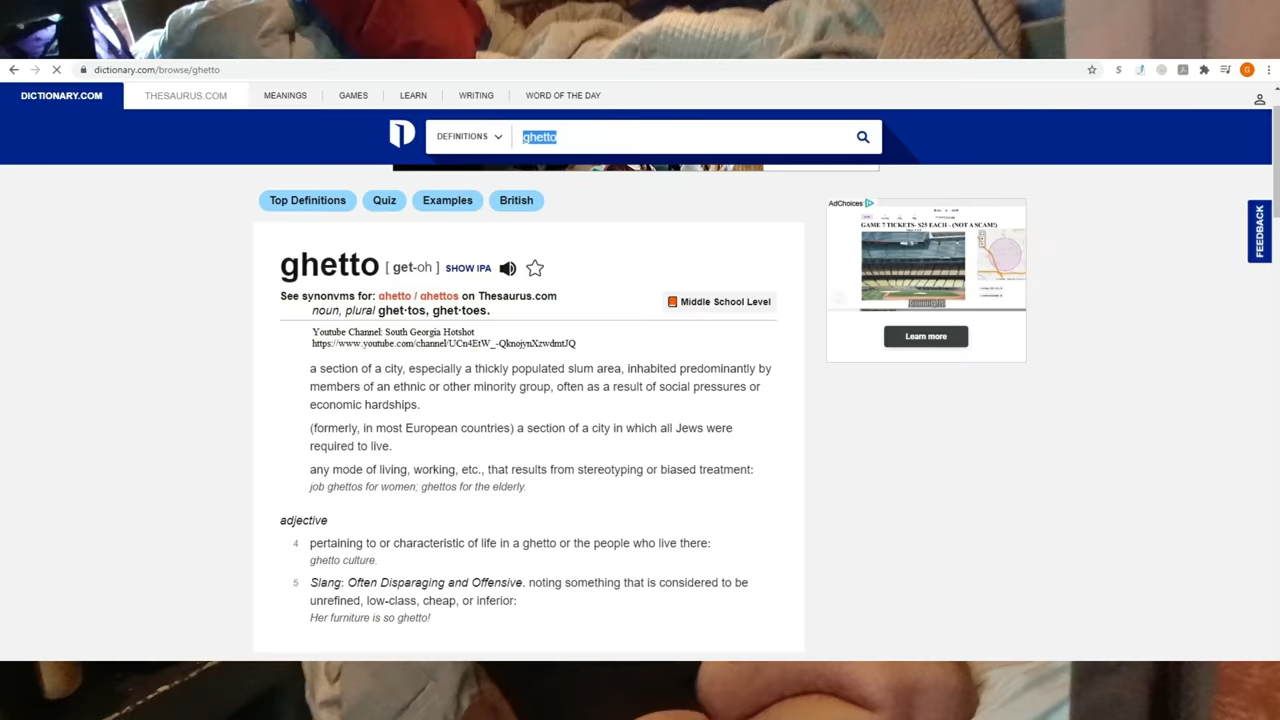 dictionary.com/browse/ghetto
DICTIONARY.COM THESAURUS.COM MEANINGS GAMES LEARN WRITING WORD OF THE DAY
DEFINITIONS ghetto
Top Definitions Quiz Examples British
AdChoices
GAME 7 TICKETS- $25 EACH - (NOT A SCAM!)
FEEDBACK
ghetto [ get-oh ] SHOW IPA
See synonyms for: ghetto / ghettos on Thesaurus.com
Middle School Level
noun, plural ghet·tos, ghet·toes.
Learn more
Youtube Channel: South Georgia Hotshot
https://www.youtube.com/channel/UCn4EtW_-QknojynXzwdmtJQ
a section of a city, especially a thickly populated slum area, inhabited predominantly by
members of an ethnic or other minority group, often as a result of social pressures or
economic hardships.
(formerly, in most European countries) a section of a city in which all Jews were
required to live.
any mode of living, working, etc., that results from stereotyping or biased treatment:
job ghettos for women; ghettos for the elderly.
adjective
4 pertaining to or characteristic of life in a ghetto or the people who live there:
ghetto culture.
5 Slang: Often Disparaging and Offensive. noting something that is considered to be
unrefined, low-class, cheap, or inferior:
Her furniture is so ghetto!